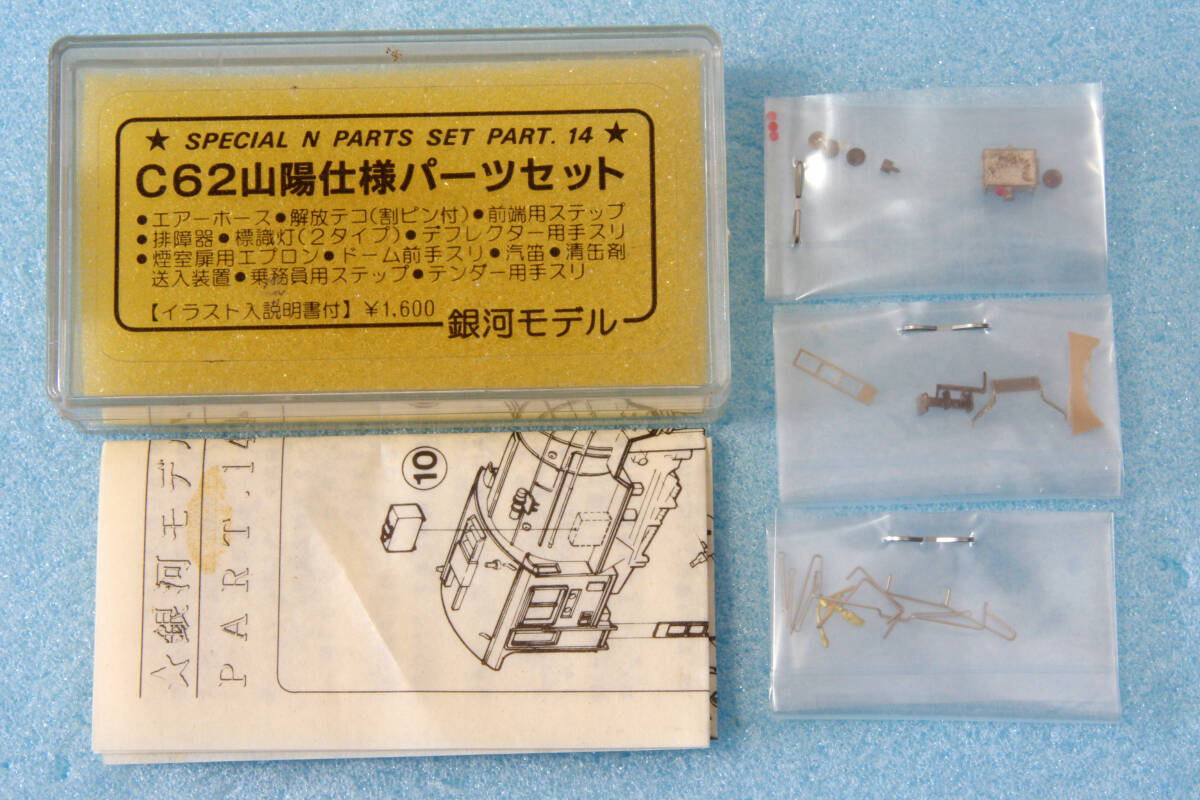 ★ SPECIAL N PARTS SET PART. 14 ★
C62山陽仕様パーツセット
●エアーホース●解放テコ(割ピン付)●前端用ステップ
●排障器●標識灯(2タイプ)●デフレクター用手スリ
●煙室扉用エプロン●ドーム前手スリ●汽笛●清缶剤
送入装置●乗務員用ステップ●テンダー用手スリ
【イラスト入説明書付】¥1,600
銀河モデル
☆銀河モデル
PART.14
⑩